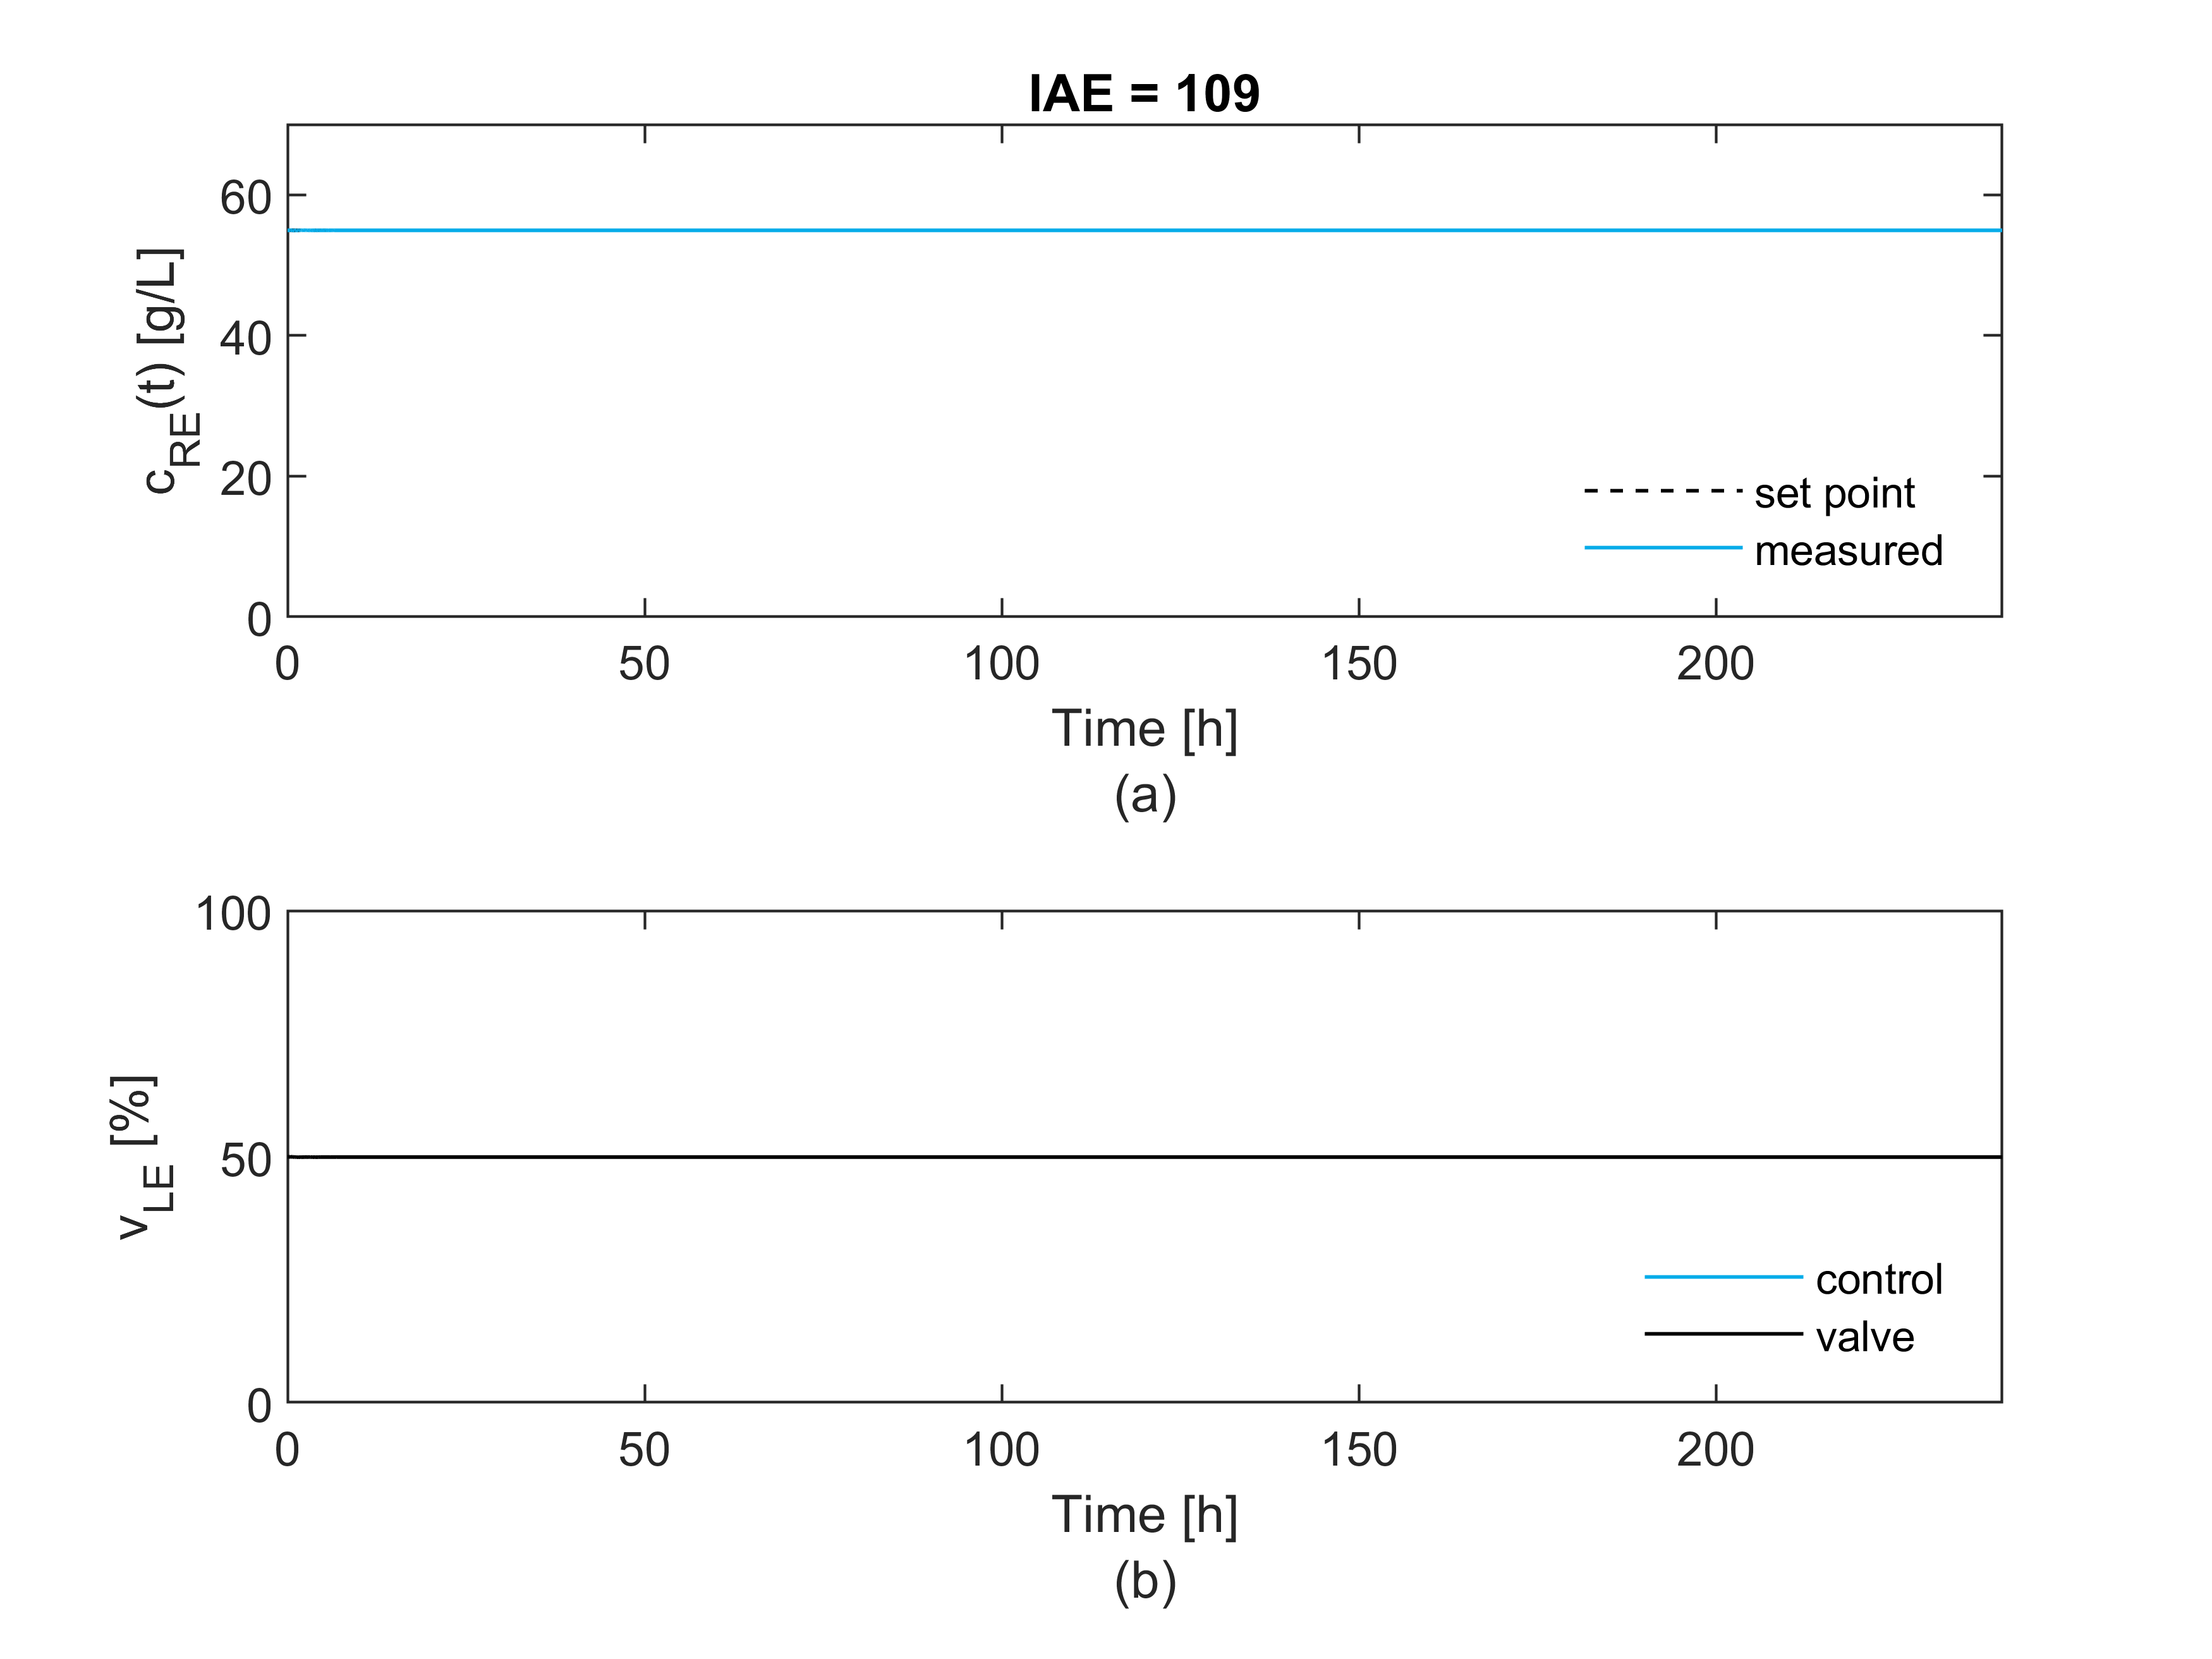 IAE = 109
60
40
20
0
c_RE(t) [g/L]
set point
measured
0 50 100 150 200
Time [h]
(a)
100
50
0
v_LE [%]
control
valve
0 50 100 150 200
Time [h]
(b)